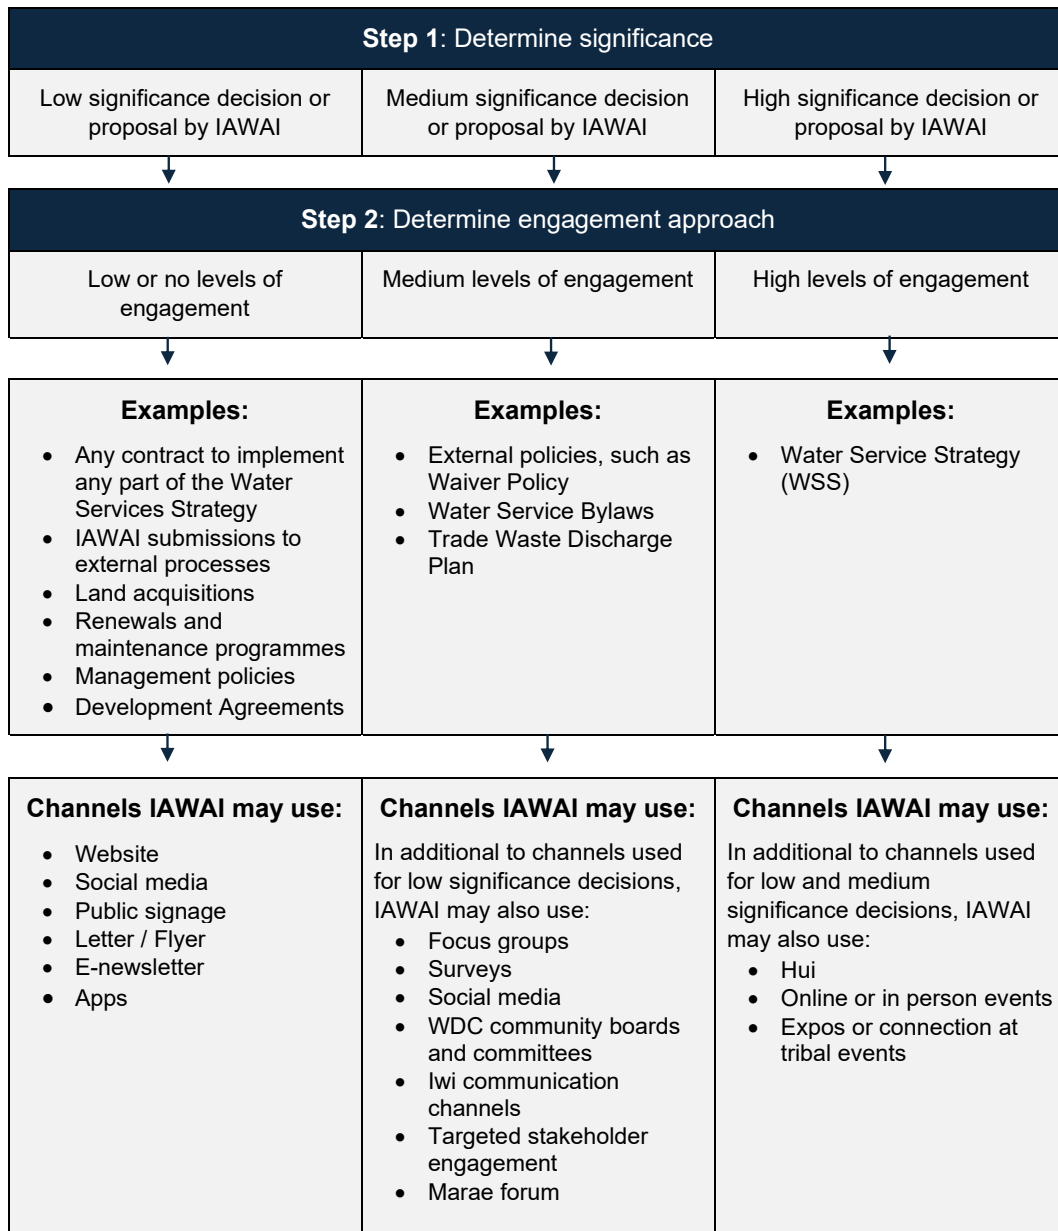 Step 1: Determine significance
Low significance decision or
proposal by IAWAI
Medium significance decision
or proposal by IAWAI
High significance decision or
proposal by IAWAI
Step 2: Determine engagement approach
Low or no levels of
engagement
Medium levels of engagement
High levels of engagement
Examples:
• Any contract to implement
any part of the Water
Services Strategy
• IAWAI submissions to
external processes
• Land acquisitions
• Renewals and
maintenance programmes
• Management policies
• Development Agreements
Examples:
• External policies, such as
Waiver Policy
• Water Service Bylaws
• Trade Waste Discharge
Plan
Examples:
• Water Service Strategy
(WSS)
Channels IAWAI may use:
• Website
• Social media
• Public signage
• Letter / Flyer
• E-newsletter
• Apps
Channels IAWAI may use:
In additional to channels used
for low significance decisions,
IAWAI may also use:
• Focus groups
• Surveys
• Social media
• WDC community boards
and committees
• Iwi communication
channels
• Targeted stakeholder
engagement
• Marae forum
Channels IAWAI may use:
In additional to channels used
for low and medium
significance decisions, IAWAI
may also use:
• Hui
• Online or in person events
• Expos or connection at
tribal events